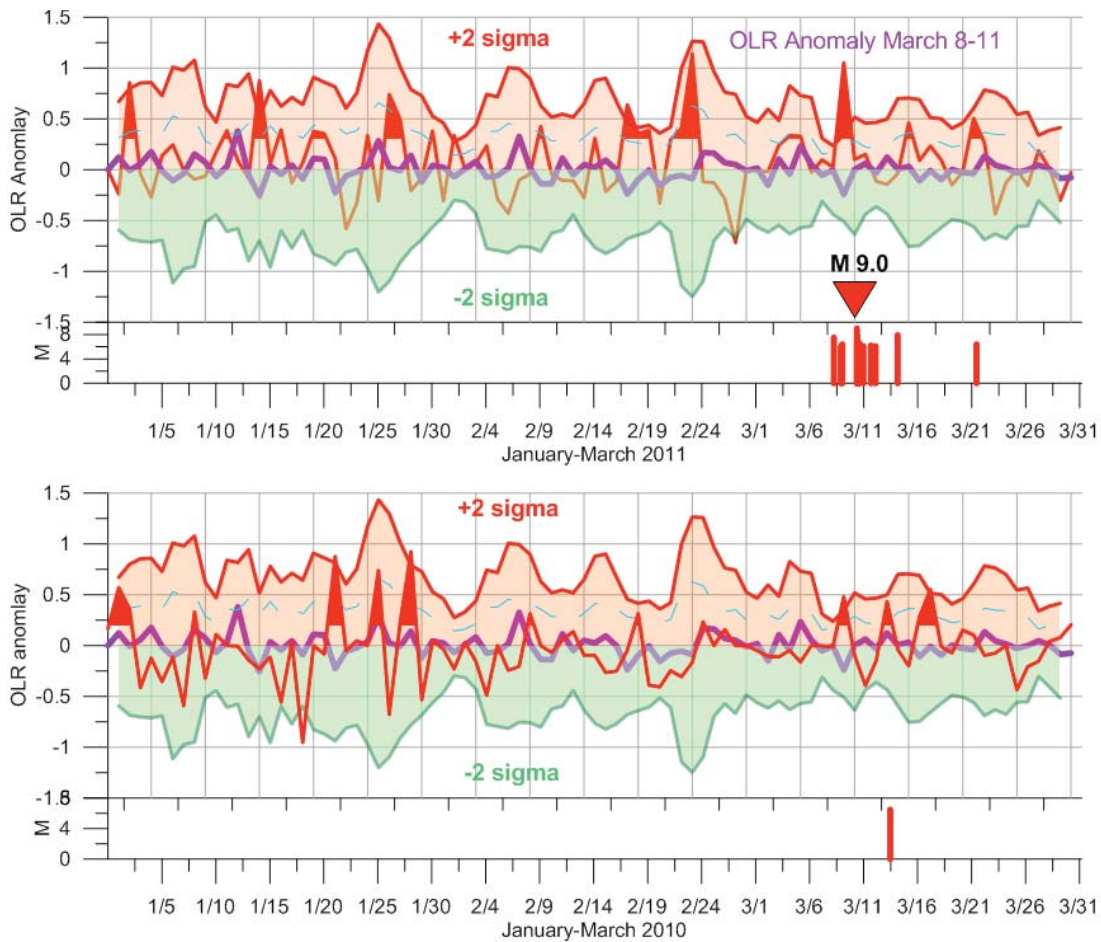 1.5
+2 sigma
OLR Anomaly March 8-11
1
0.5
0
-0.5
-1
-1.5
OLR Anomlay
M 9.0
-2 sigma
8
4
0
M
1/5 1/10 1/15 1/20 1/25 1/30 2/4 2/9 2/14 2/19 2/24 3/1 3/6 3/11 3/16 3/21 3/26 3/31
January-March 2011
1.5
+2 sigma
1
0.5
0
-0.5
-1
-1.5
OLR anomlay
-2 sigma
8
4
0
M
1/5 1/10 1/15 1/20 1/25 1/30 2/4 2/9 2/14 2/19 2/24 3/1 3/6 3/11 3/16 3/21 3/26 3/31
January-March 2010